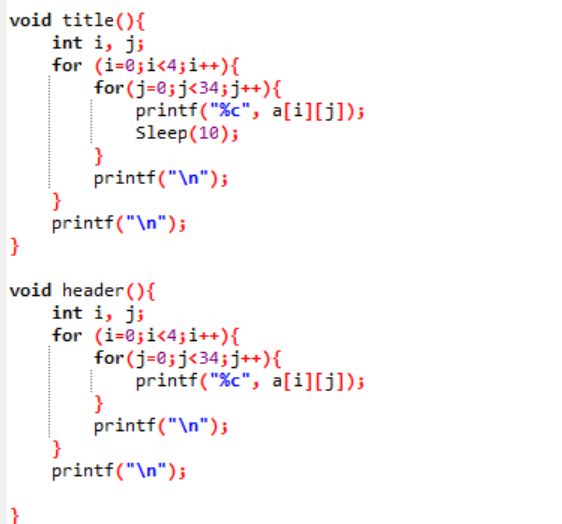 void title(){
    int i, j;
    for (i=0;i<4;i++){
        for(j=0;j<34;j++){
            printf("%c", a[i][j]);
            Sleep(10);
        }
        printf("\n");
    }
    printf("\n");
}

void header(){
    int i, j;
    for (i=0;i<4;i++){
        for(j=0;j<34;j++){
            printf("%c", a[i][j]);
        }
        printf("\n");
    }
    printf("\n");

}